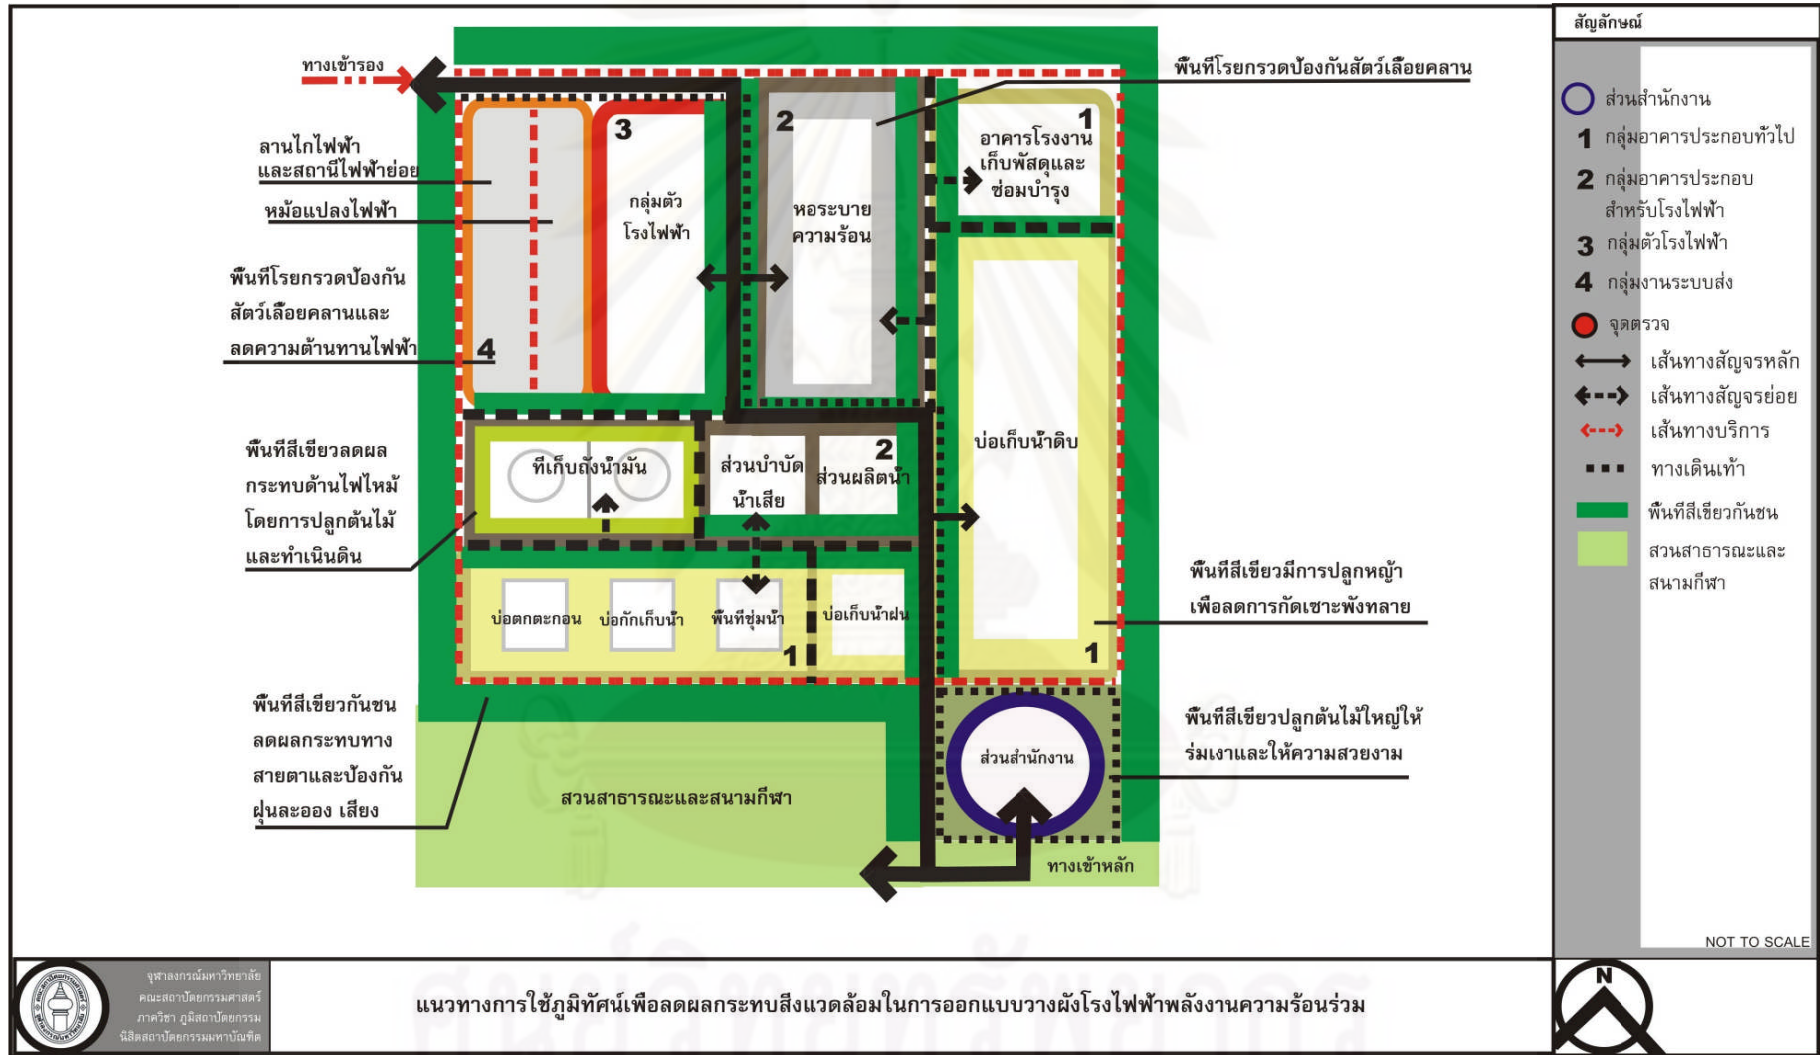 ทางเข้ารอง
ลานไกไฟฟ้า
และสถานีไฟฟ้าย่อย
หม้อแปลงไฟฟ้า
พื้นที่โรยกรวดป้องกัน
สัตว์เลื้อยคลานและ
ลดความต้านทานไฟฟ้า
พื้นที่สีเขียวลดผล
กระทบด้านไฟไหม้
โดยการปลูกต้นไม้
และทำเนินดิน
พื้นที่สีเขียวกันชน
ลดผลกระทบทาง
สายตาและป้องกัน
ฝุ่นละออง เสียง
4
3
กลุ่มตัว
โรงไฟฟ้า
2
หอระบาย
ความร้อน
1
อาคารโรงงาน
เก็บพัสดุและ
ซ่อมบำรุง
ที่เก็บถังน้ำมัน
ส่วนบำบัด
น้ำเสีย
2
ส่วนผลิตน้ำ
บ่อเก็บน้ำดิบ
1
บ่อตกตะกอน
บ่อกักเก็บน้ำ
พื้นที่ชุ่มน้ำ
1
บ่อเก็บน้ำฝน
ส่วนสำนักงาน
สวนสาธารณะและสนามกีฬา
ทางเข้าหลัก
พื้นที่โรยกรวดป้องกันสัตว์เลื้อยคลาน
พื้นที่สีเขียวมีการปลูกหญ้า
เพื่อลดการกัดเซาะพังทลาย
พื้นที่สีเขียวปลูกต้นไม้ใหญ่ให้
ร่มเงาและให้ความสวยงาม
สัญลักษณ์
ส่วนสำนักงาน
1 กลุ่มอาคารประกอบทั่วไป
2 กลุ่มอาคารประกอบ
สำหรับโรงไฟฟ้า
3 กลุ่มตัวโรงไฟฟ้า
4 กลุ่มงานระบบส่ง
จุดตรวจ
เส้นทางสัญจรหลัก
เส้นทางสัญจรย่อย
เส้นทางบริการ
ทางเดินเท้า
พื้นที่สีเขียวกันชน
สวนสาธารณะและ
สนามกีฬา
NOT TO SCALE
N
จุฬาลงกรณ์มหาวิทยาลัย
คณะสถาปัตยกรรมศาสตร์
ภาควิชา ภูมิสถาปัตยกรรม
นิสิตสถาปัตยกรรมมหาบัณฑิต
แนวทางการใช้ภูมิทัศน์เพื่อลดผลกระทบสิ่งแวดล้อมในการออกแบบวางผังโรงไฟฟ้าพลังงานความร้อนร่วม
ศูนย์วิทยทรัพยากร